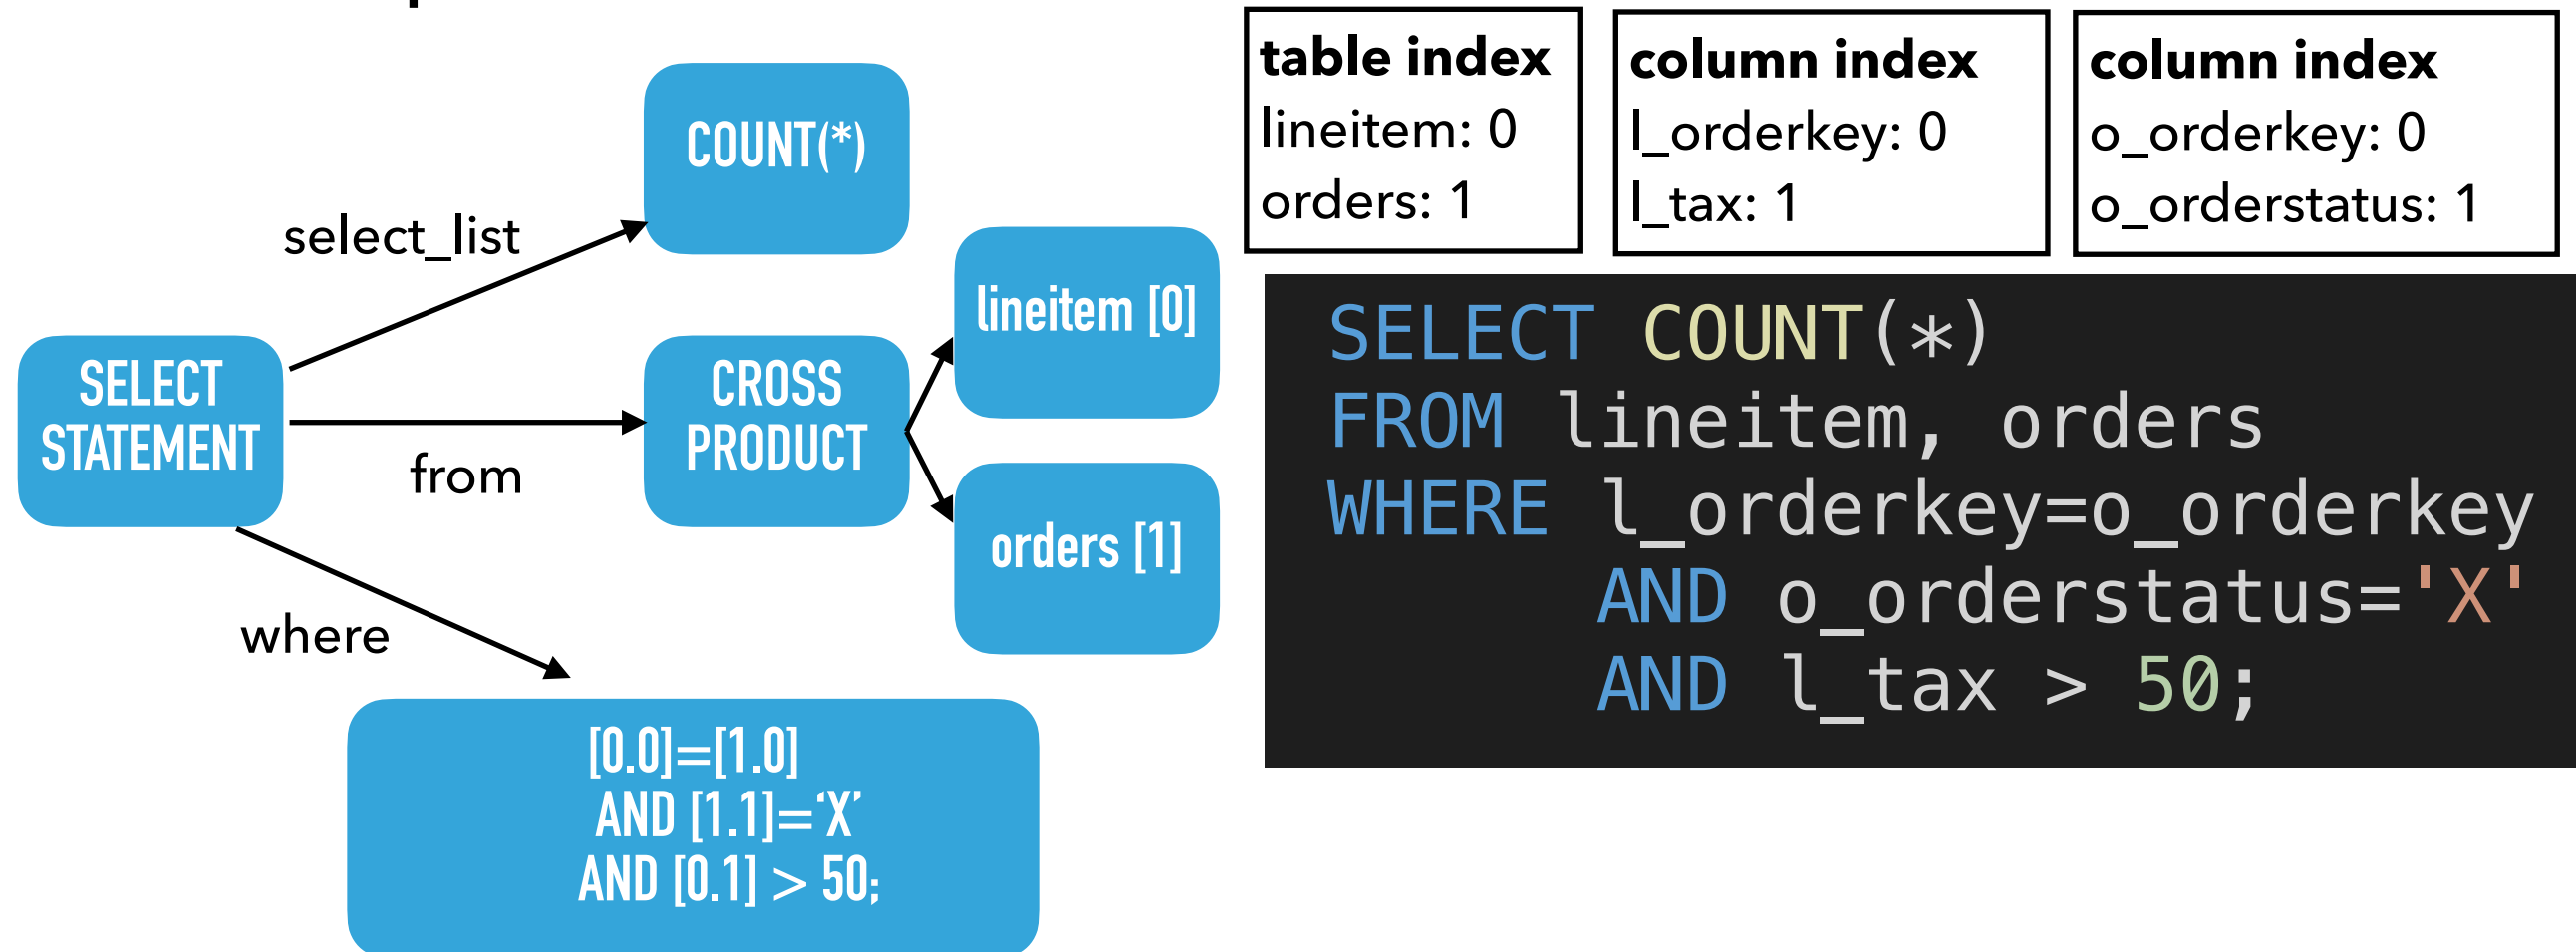 COUNT(*)
select_list
SELECT
STATEMENT
from
CROSS
PRODUCT
lineitem [0]
orders [1]
where
[0.0]=[1.0]
AND [1.1]=‘X’
AND [0.1] > 50;
table index
lineitem: 0
orders: 1
column index
l_orderkey: 0
l_tax: 1
column index
o_orderkey: 0
o_orderstatus: 1
SELECT COUNT(*)
FROM lineitem, orders
WHERE l_orderkey=o_orderkey
AND o_orderstatus='X'
AND l_tax > 50;